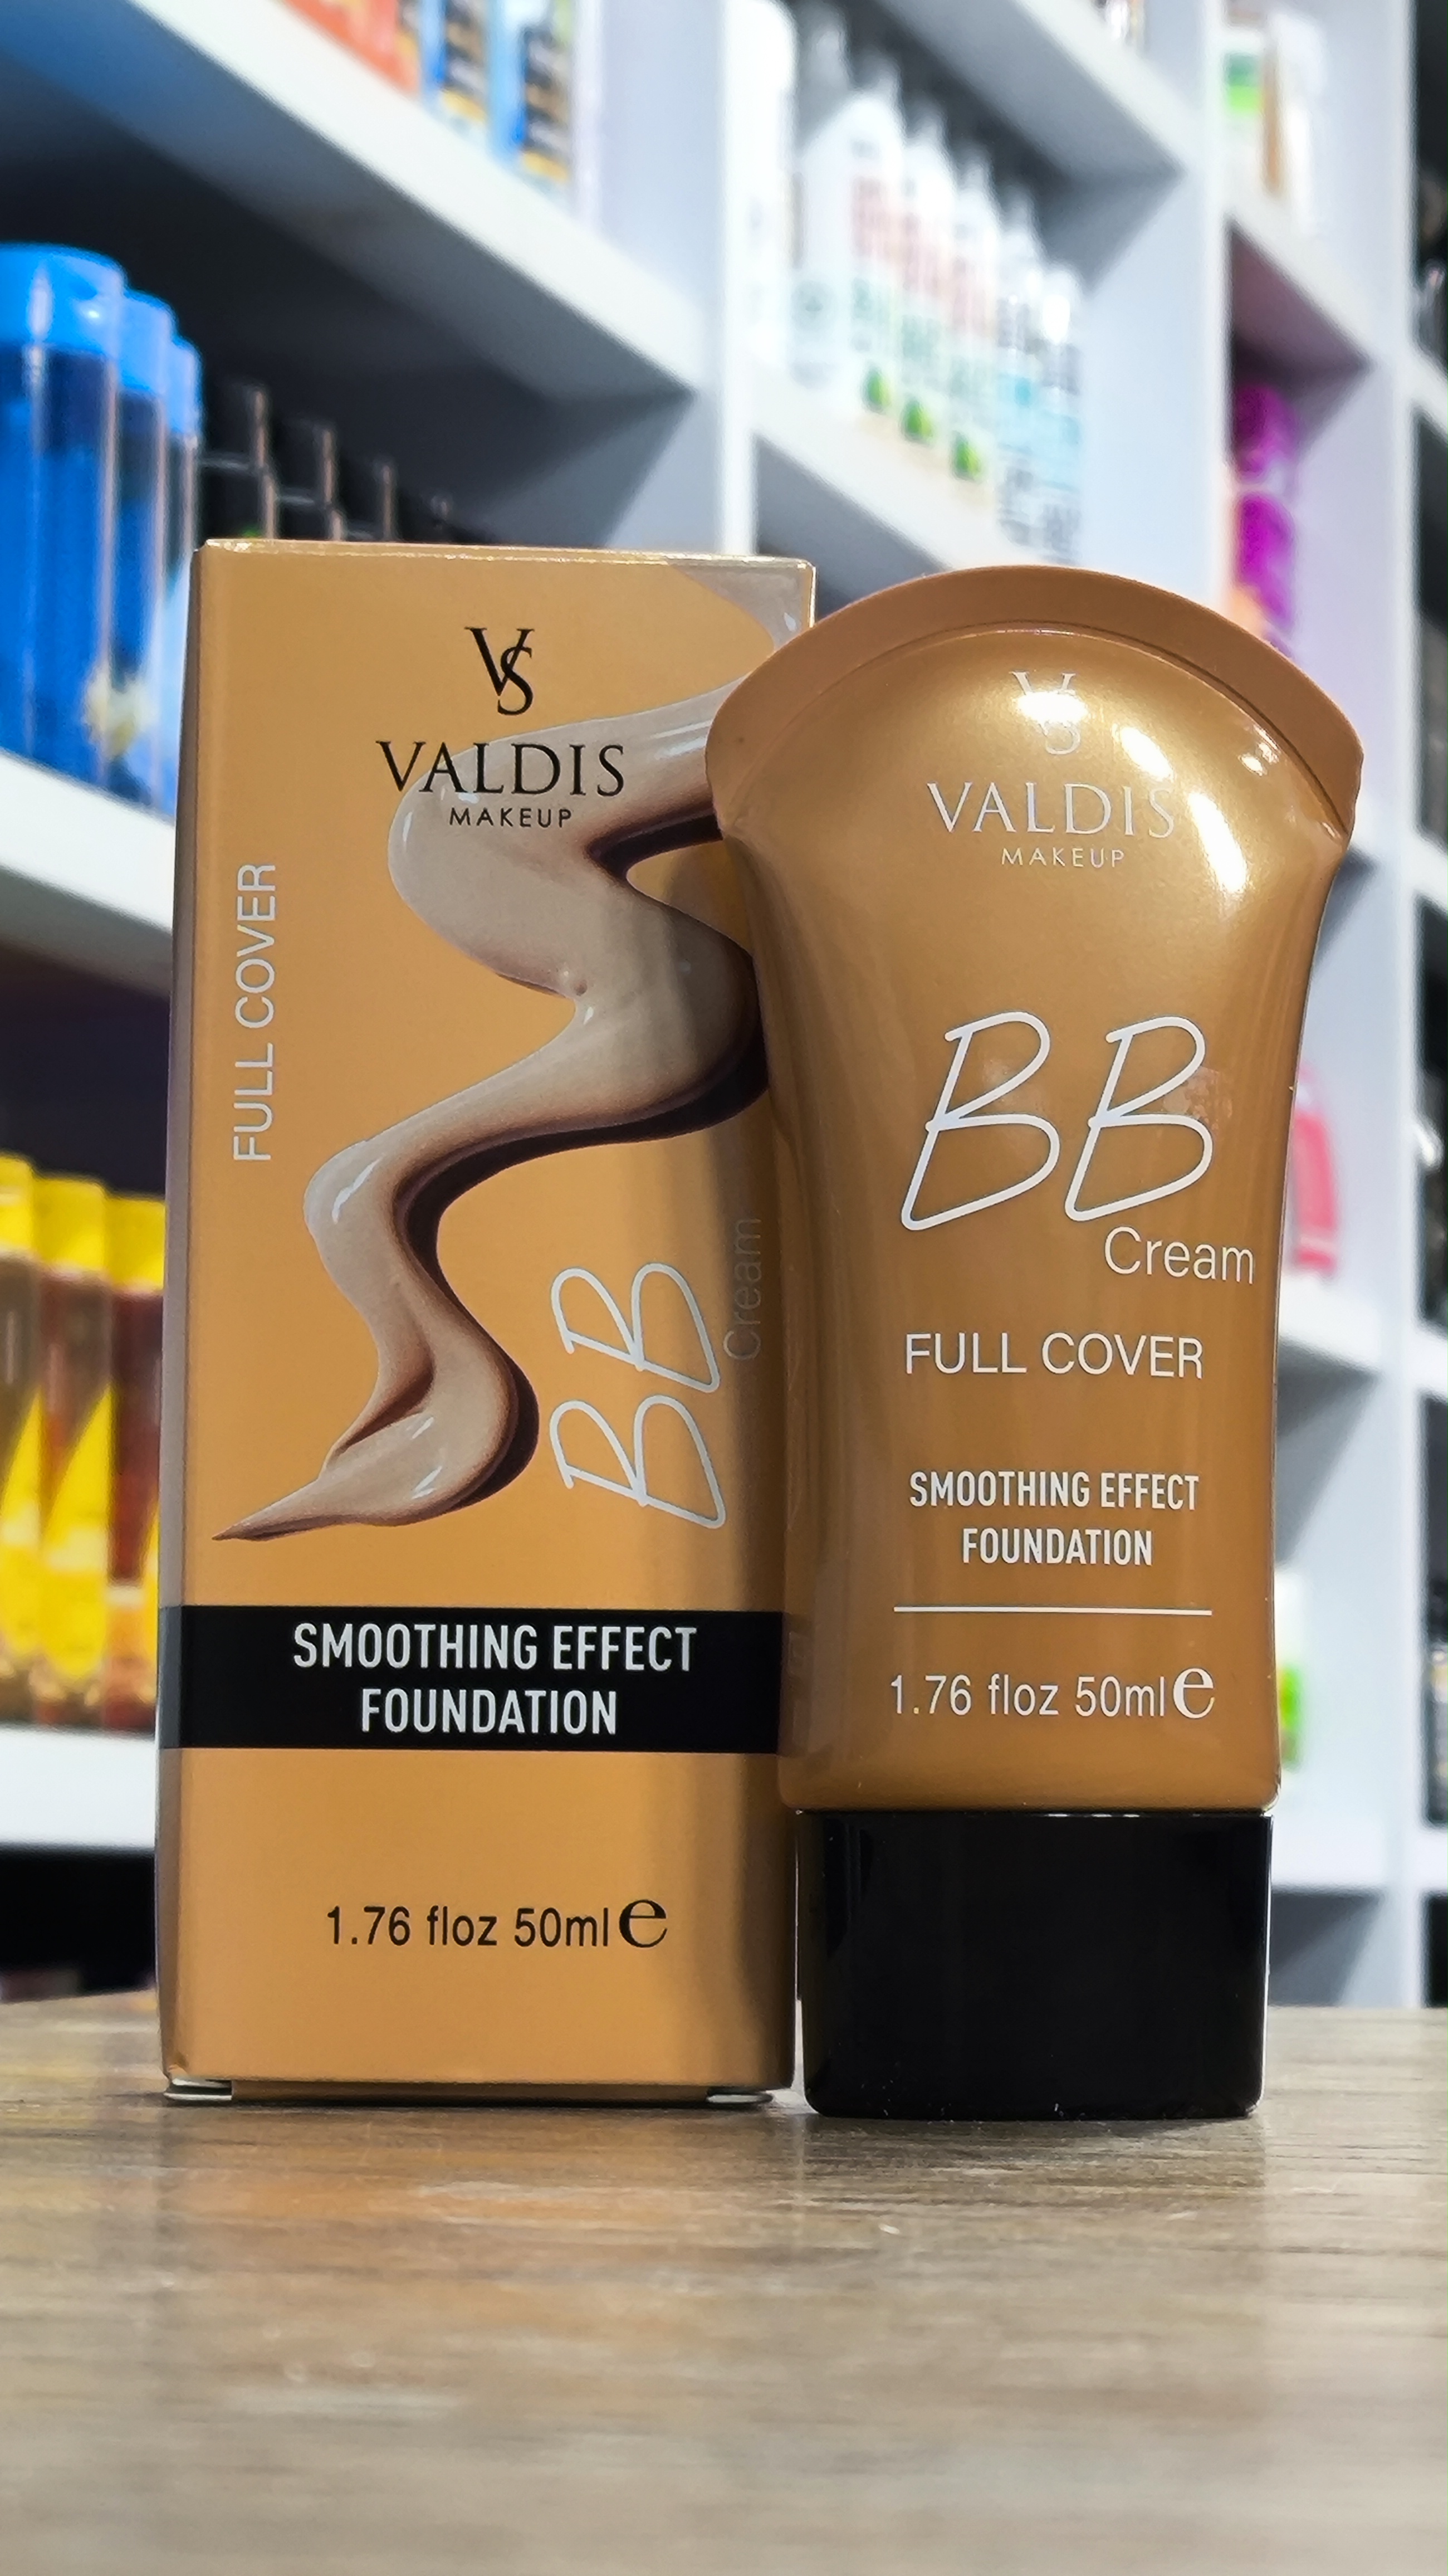 VS
VALDIS
MAKEUP
FULL COVER
BB
Cream
SMOOTHING EFFECT
FOUNDATION
1.76 floz 50ml e
VS
VALDIS
MAKEUP
BB
Cream
FULL COVER
SMOOTHING EFFECT
FOUNDATION
1.76 floz 50ml e